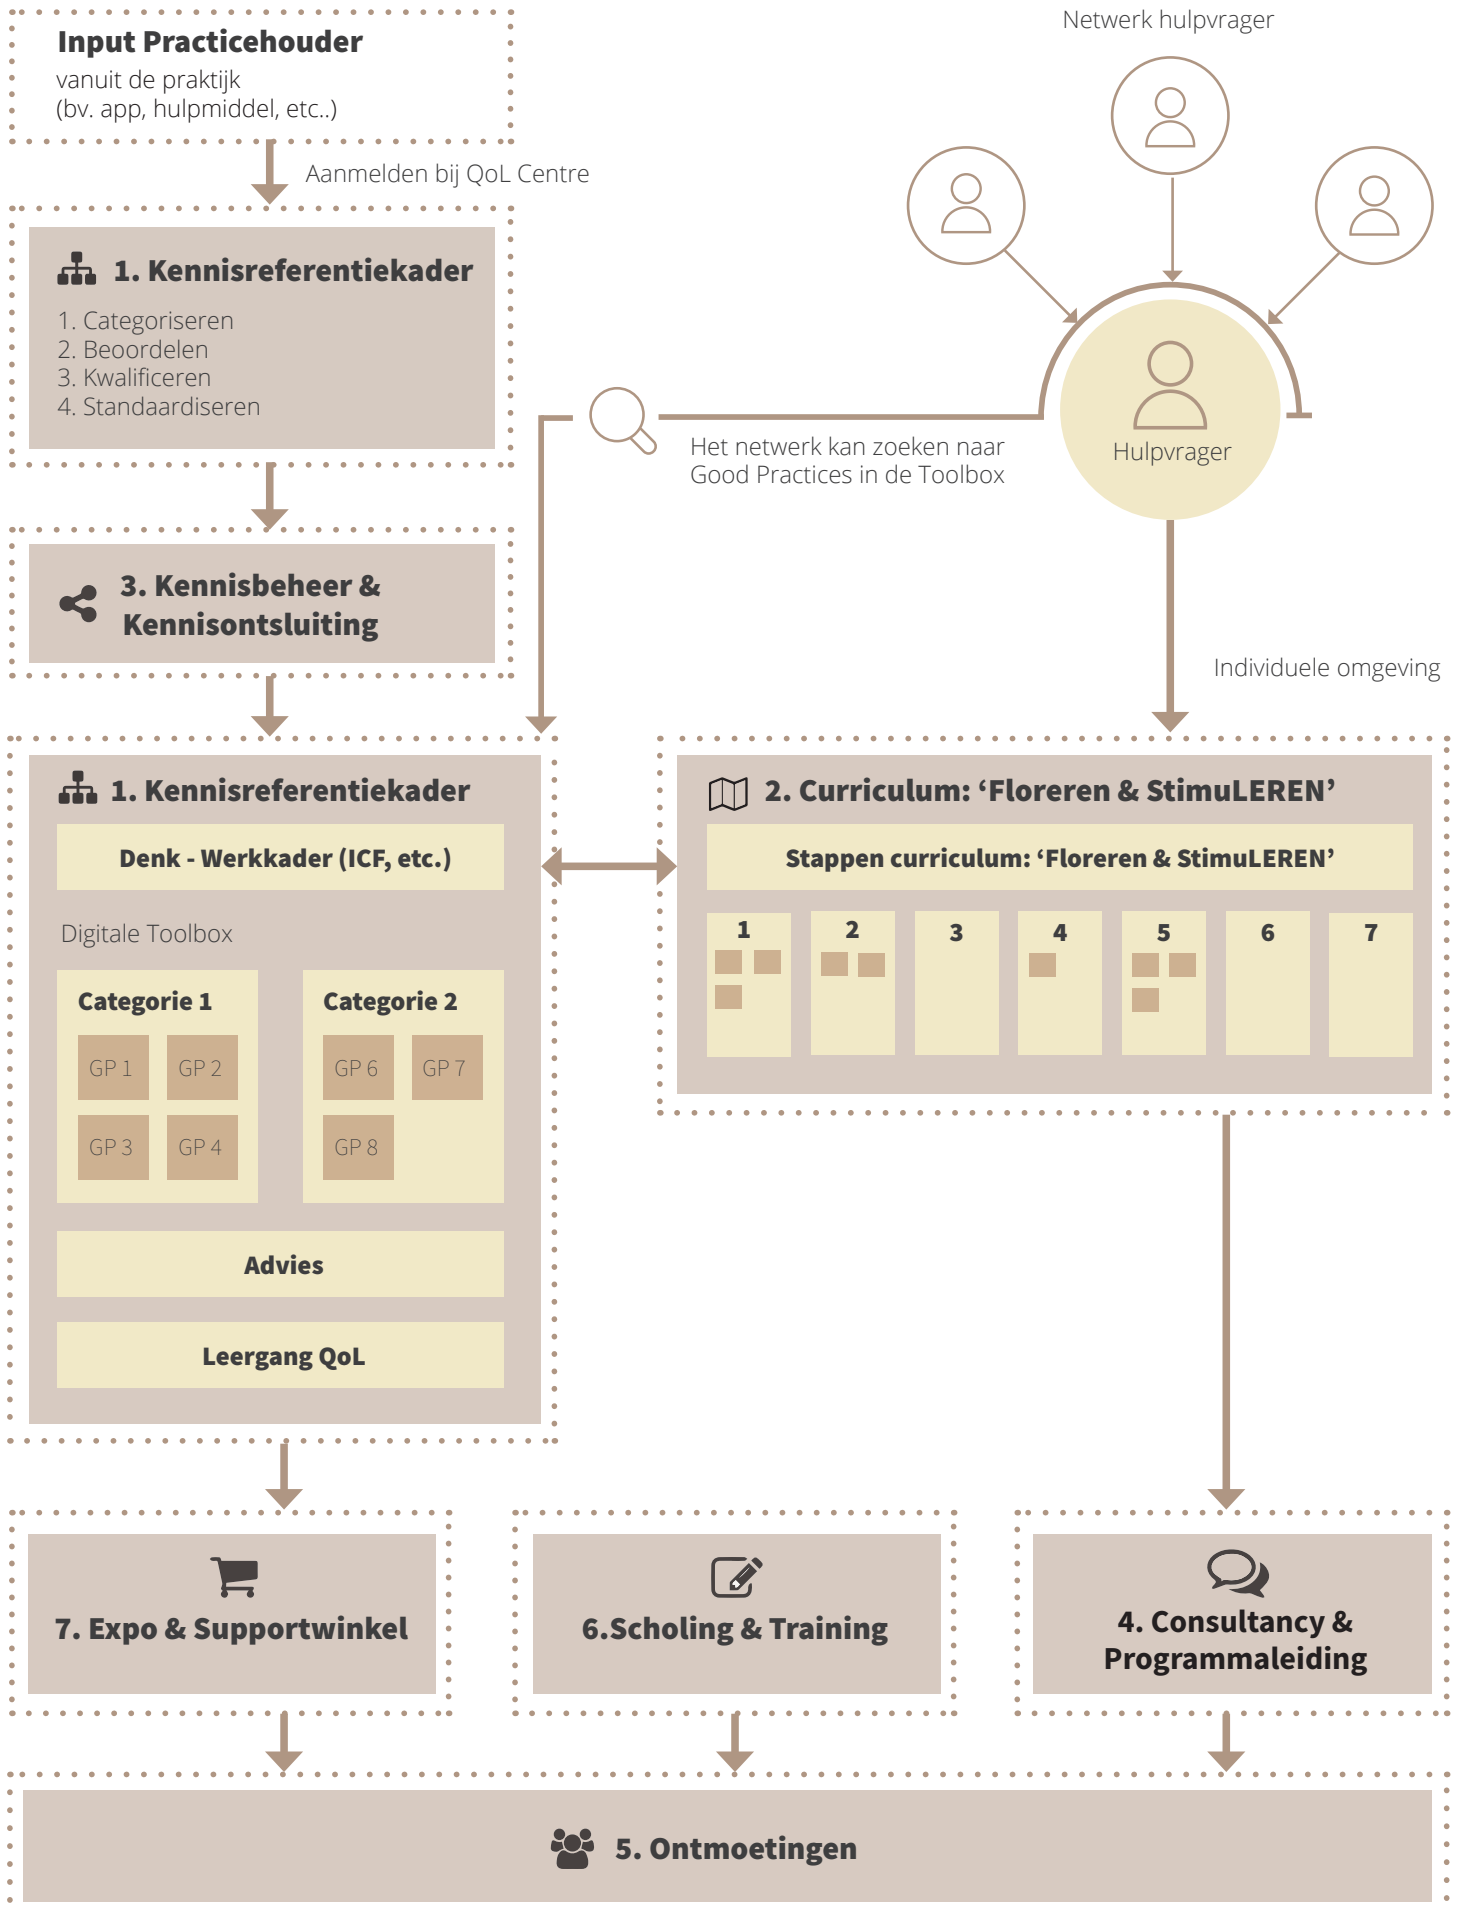 Input Practicehouder
vanuit de praktijk
(bv. app, hulpmiddel, etc..)
Aanmelden bij QoL Centre
1. Kennisreferentiekader
1. Categoriseren
2. Beoordelen
3. Kwalificeren
4. Standaardiseren
3. Kennisbeheer &
Kennisontsluiting
Netwerk hulpvrager
Hulpvrager
Het netwerk kan zoeken naar
Good Practices in de Toolbox
Individuele omgeving
1. Kennisreferentiekader
Denk - Werkkader (ICF, etc.)
Digitale Toolbox
Categorie 1
GP 1
GP 2
GP 3
GP 4
Categorie 2
GP 6
GP 7
GP 8
Advies
Leergang QoL
2. Curriculum: ‘Floreren & StimuLEREN’
Stappen curriculum: ‘Floreren & StimuLEREN’
1
2
3
4
5
6
7
7. Expo & Supportwinkel
6.Scholing & Training
4. Consultancy &
Programmaleiding
5. Ontmoetingen